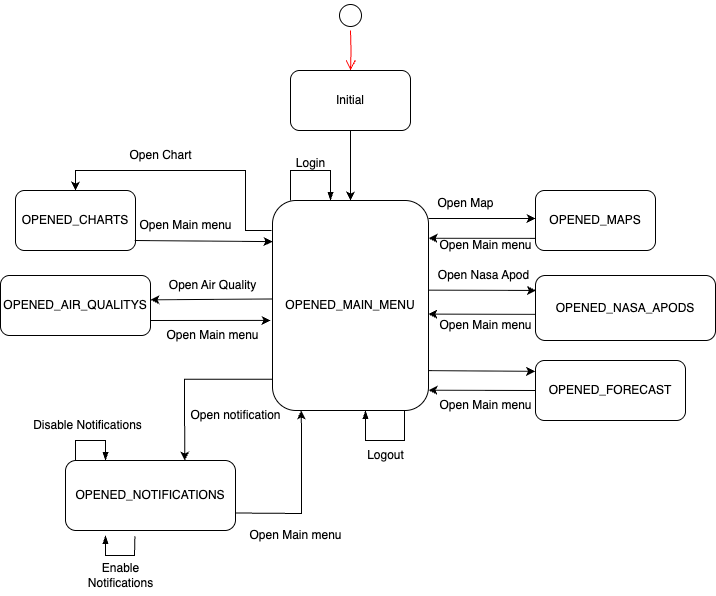 Initial
Open Chart
Login
OPENED_CHARTS
Open Main menu
Open Map
OPENED_MAPS
Open Main menu
Open Air Quality
OPENED_AIR_QUALITYS
Open Main menu
OPENED_MAIN_MENU
Open Nasa Apod
OPENED_NASA_APODS
Open Main menu
OPENED_FORECAST
Open Main menu
Open notification
Disable Notifications
Logout
OPENED_NOTIFICATIONS
Open Main menu
Enable
Notifications